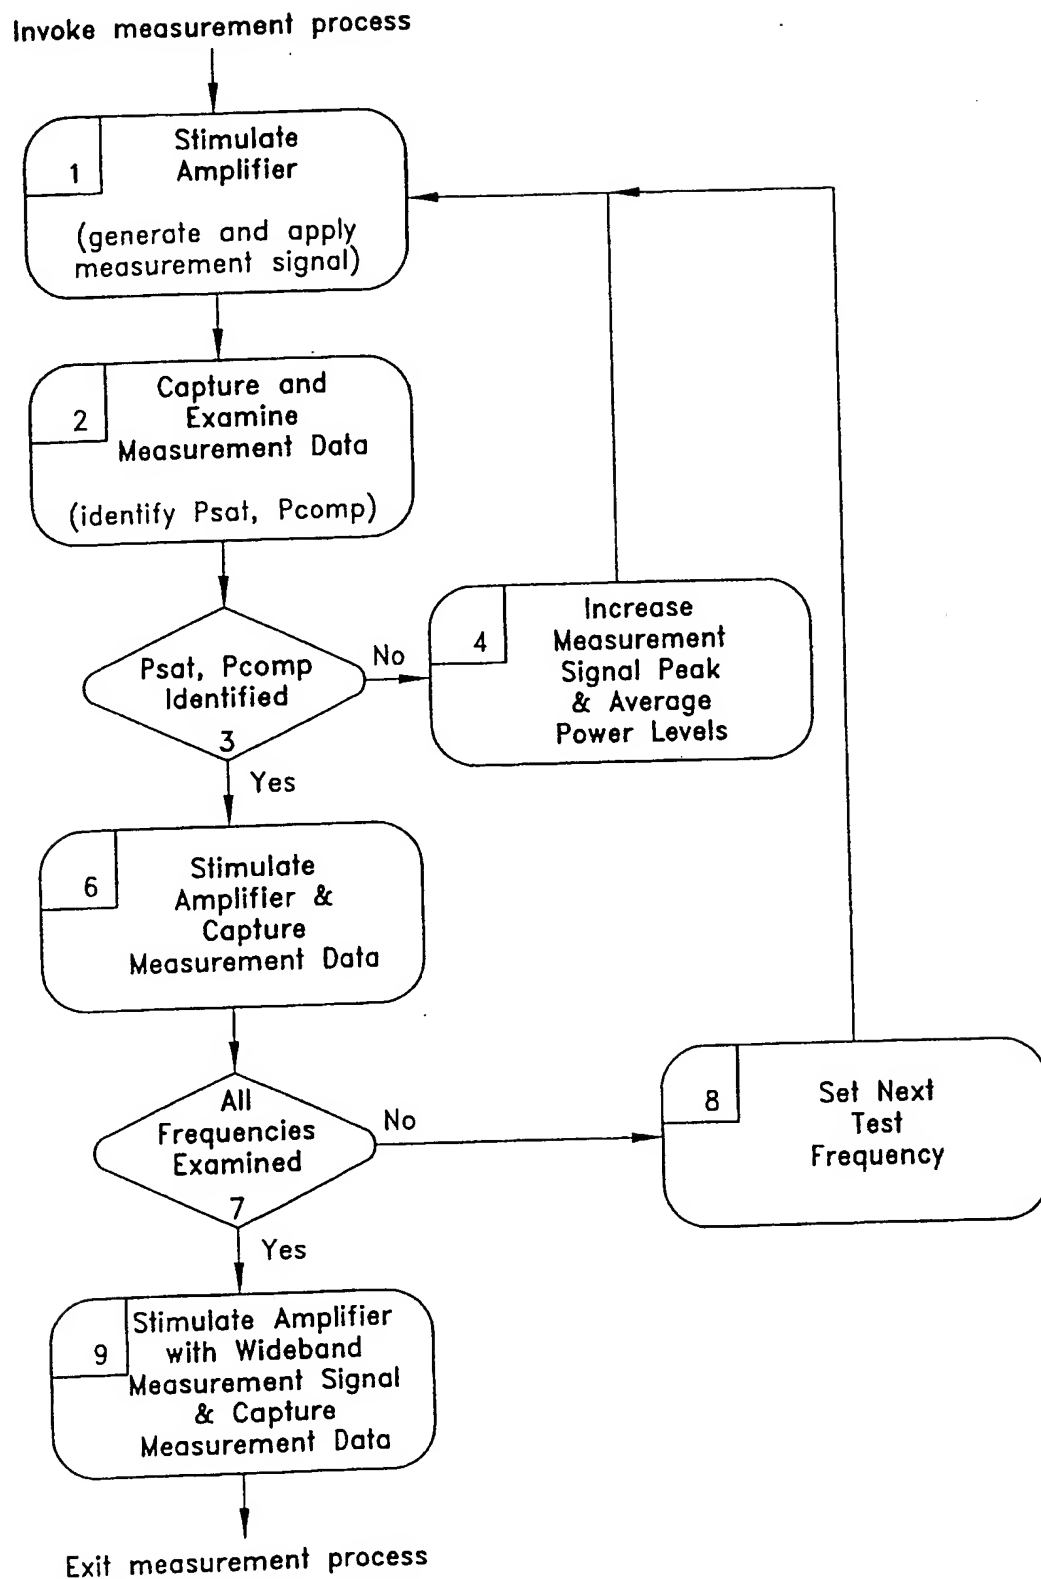 Invoke measurement process
1
Stimulate
Amplifier
(generate and apply
measurement signal)
2
Capture and
Examine
Measurement Data
(identify Psat, Pcomp)
Psat, Pcomp
Identified
3
No
Yes
4
Increase
Measurement
Signal Peak
& Average
Power Levels
6
Stimulate
Amplifier &
Capture
Measurement Data
All
Frequencies
Examined
7
No
Yes
8
Set Next
Test
Frequency
9
Stimulate Amplifier
with Wideband
Measurement Signal
& Capture
Measurement Data
Exit measurement process